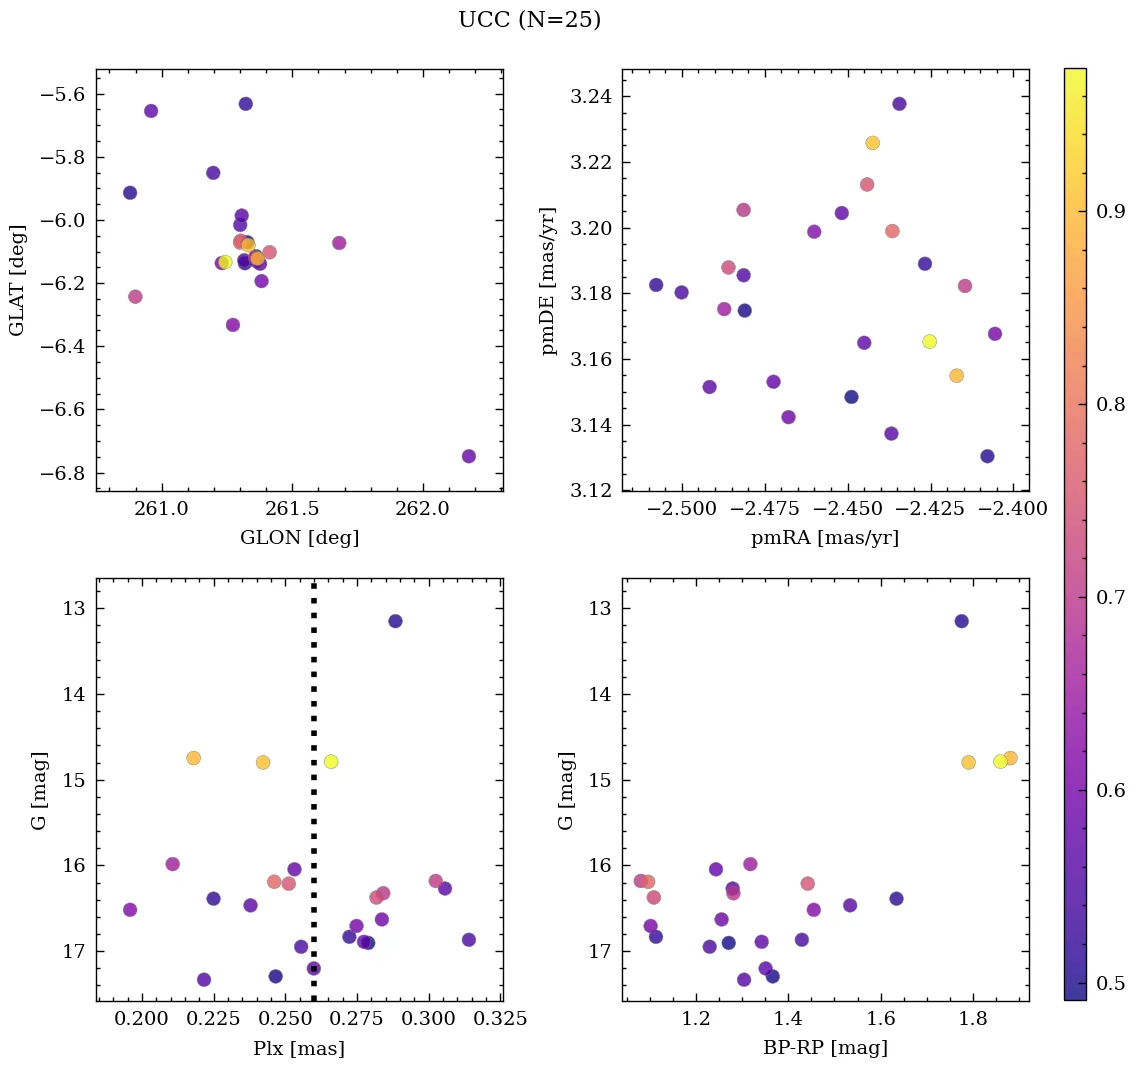 UCC (N=25)
−5.6
−5.8
−6.0
−6.2
−6.4
−6.6
−6.8
GLAT [deg]
261.0 261.5 262.0
GLON [deg]
3.24
3.22
3.20
3.18
3.16
3.14
3.12
pmDE [mas/yr]
−2.500 −2.475 −2.450 −2.425 −2.400
pmRA [mas/yr]
0.9
0.8
0.7
0.6
0.5
13
14
15
16
17
G [mag]
0.200 0.225 0.250 0.275 0.300 0.325
Plx [mas]
13
14
15
16
17
G [mag]
1.2 1.4 1.6 1.8
BP-RP [mag]